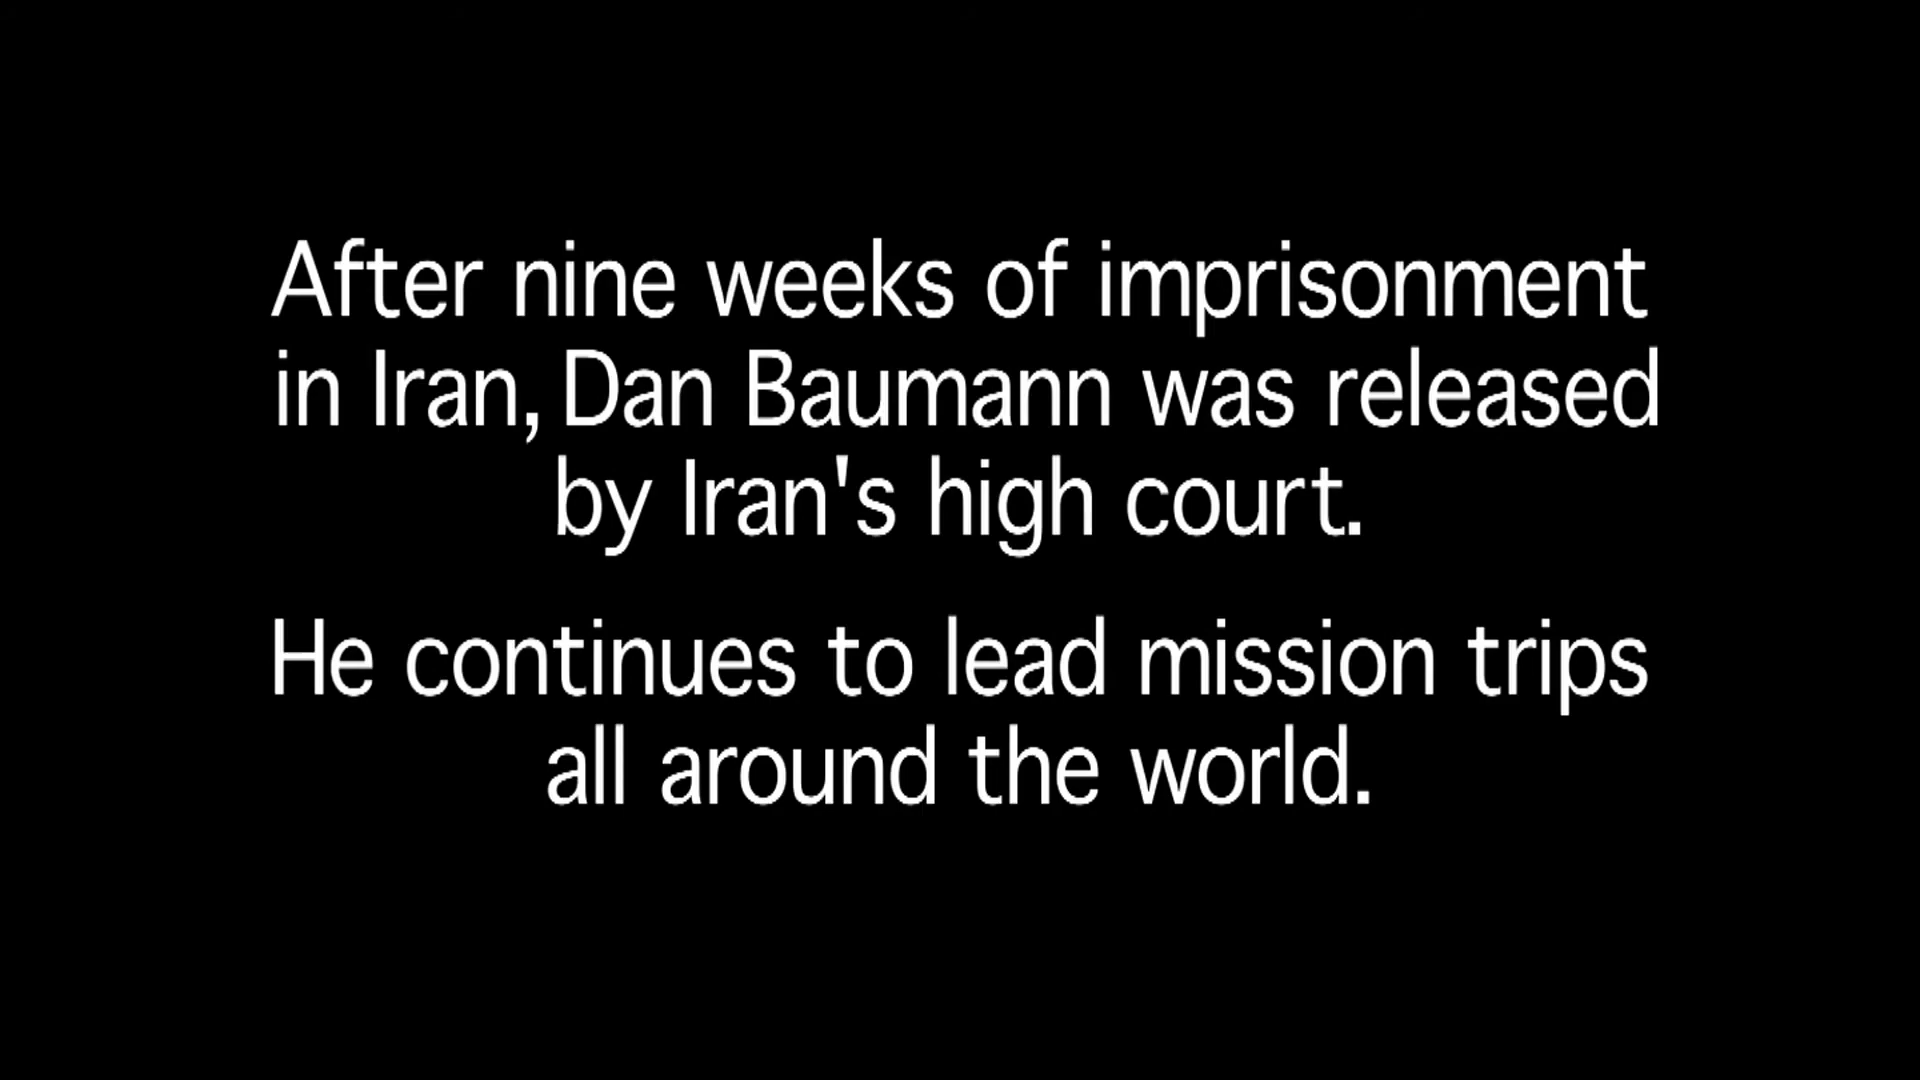 After nine weeks of imprisonment
in Iran, Dan Baumann was released
by Iran's high court.
He continues to lead mission trips
all around the world.